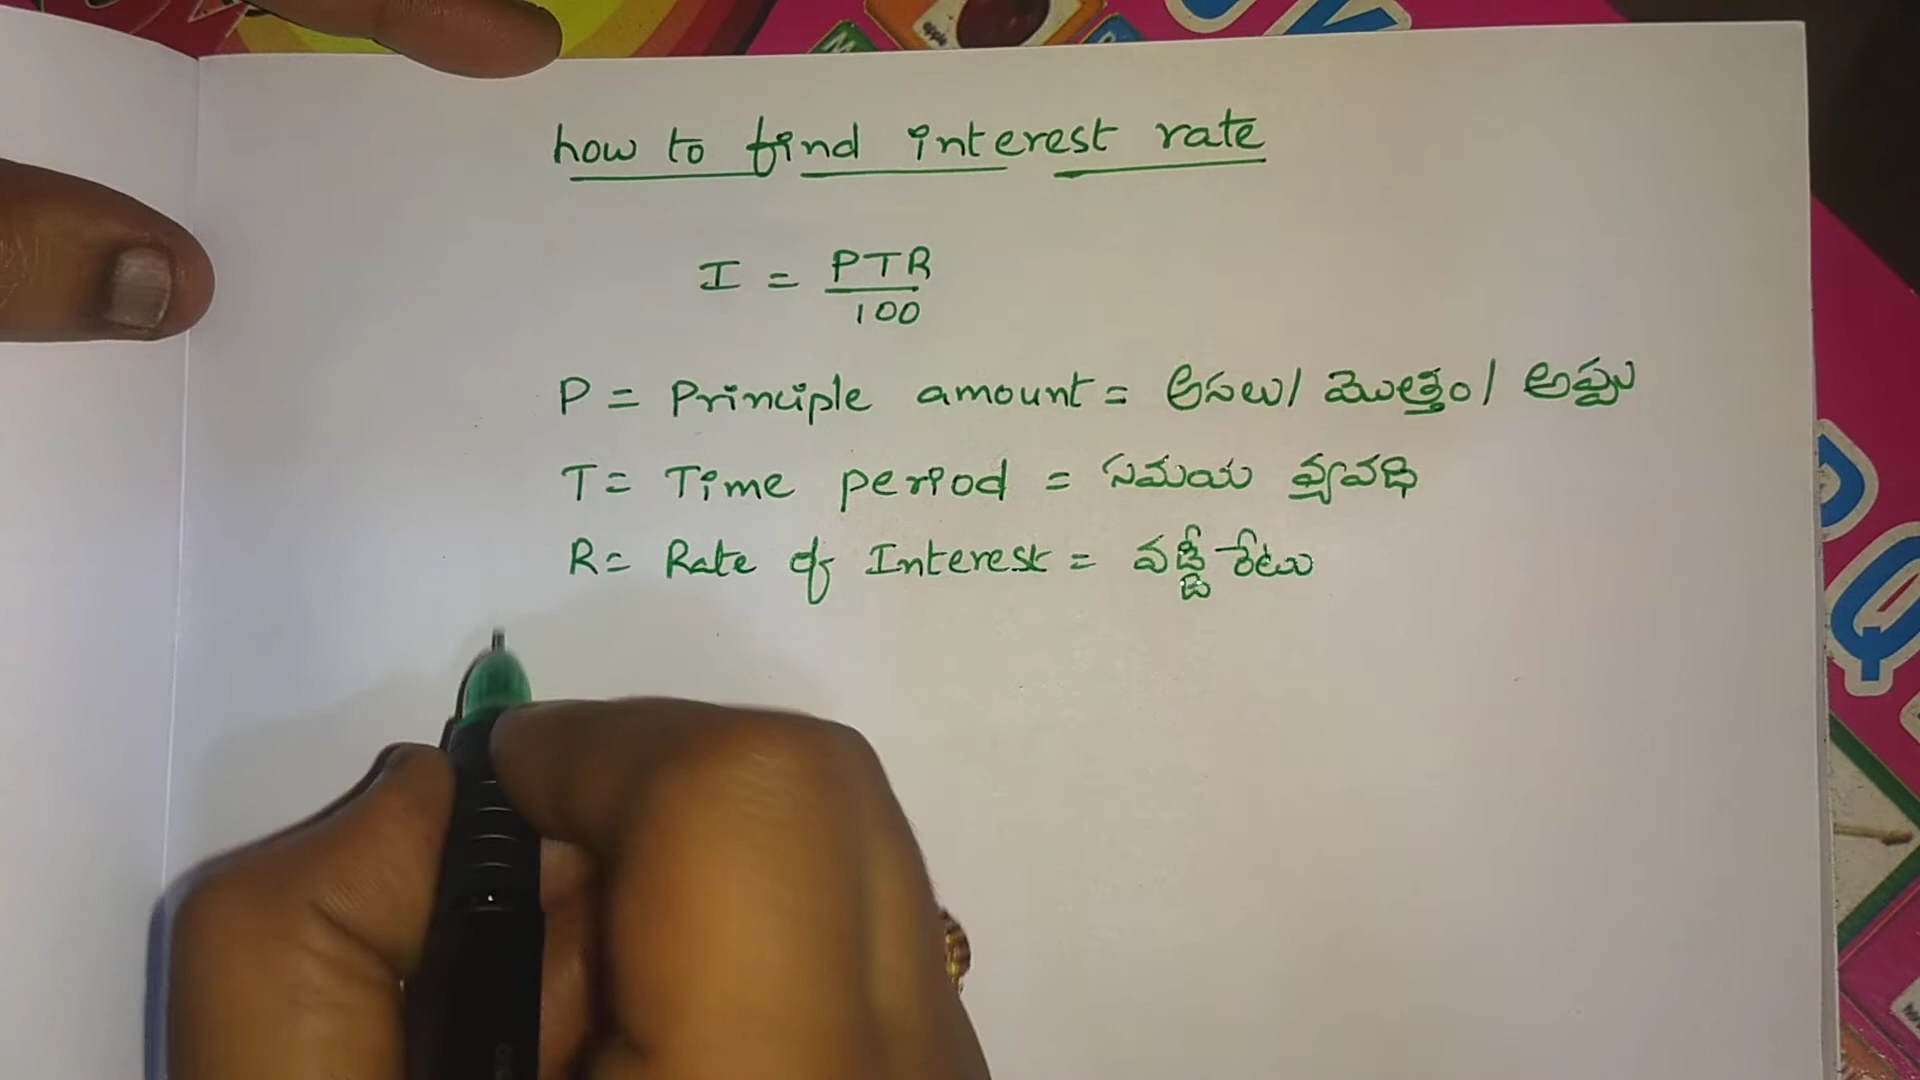 how to find interest rate
I = PTR
100
P = Principle amount = అసలు/ మొత్తం/ అప్పు
T = Time period = సమయ వ్యవధి
R = Rate of Interest = వడ్డీ రేటు
apple
Q